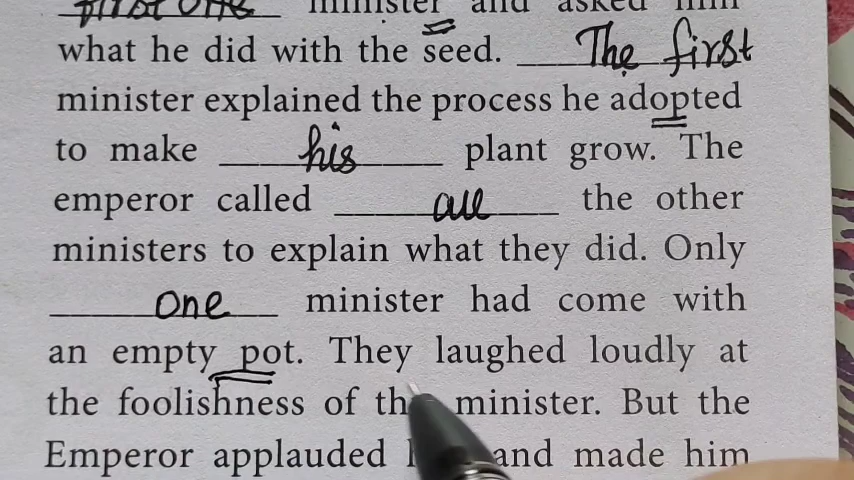 first one minister and asked him
what he did with the seed. The first
minister explained the process he adopted
to make his plant grow. The
emperor called all the other
ministers to explain what they did. Only
one minister had come with
an empty pot. They laughed loudly at
the foolishness of minister. But the
Emperor applauded and made him